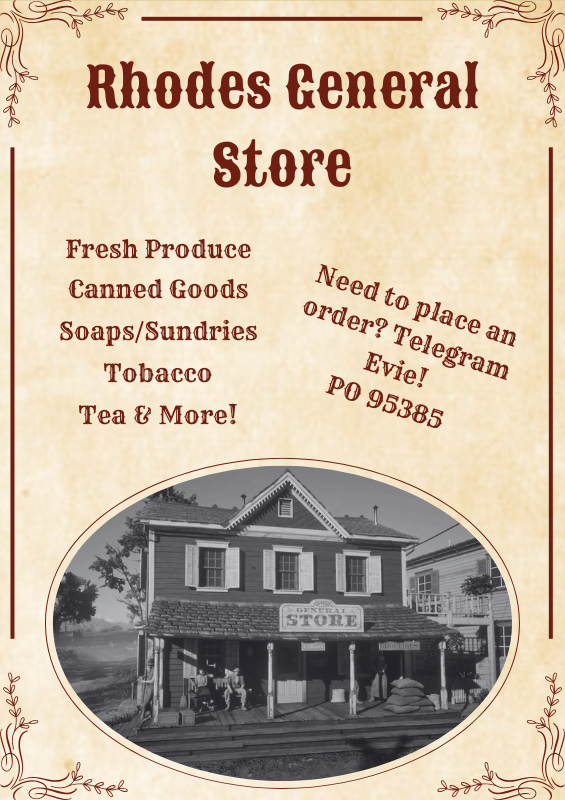 Rhodes General
Store
Fresh Produce
Canned Goods
Soaps/Sundries
Tobacco
Tea & More!
Need to place an
order? Telegram
Evie!
PO 95385
GENERAL
STORE